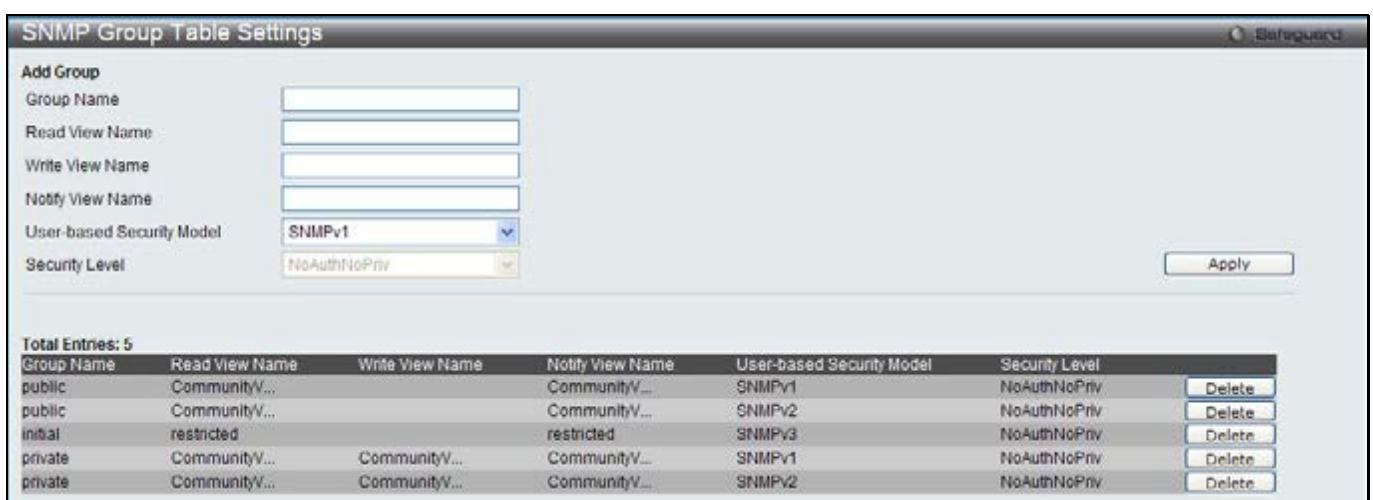 SNMP Group Table Settings
Safeguard
Add Group
Group Name
Read View Name
Write View Name
Notify View Name
User-based Security Model SNMPv1
Security Level NoAuthNoPriv Apply
Total Entries: 5
Group Name Read View Name Write View Name Notify View Name User-based Security Model Security Level
public CommunityV... CommunityV... SNMPv1 NoAuthNoPriv Delete
public CommunityV... CommunityV... SNMPv2 NoAuthNoPriv Delete
initial restricted restricted SNMPv3 NoAuthNoPriv Delete
private CommunityV... CommunityV... CommunityV... SNMPv1 NoAuthNoPriv Delete
private CommunityV... CommunityV... CommunityV... SNMPv2 NoAuthNoPriv Delete